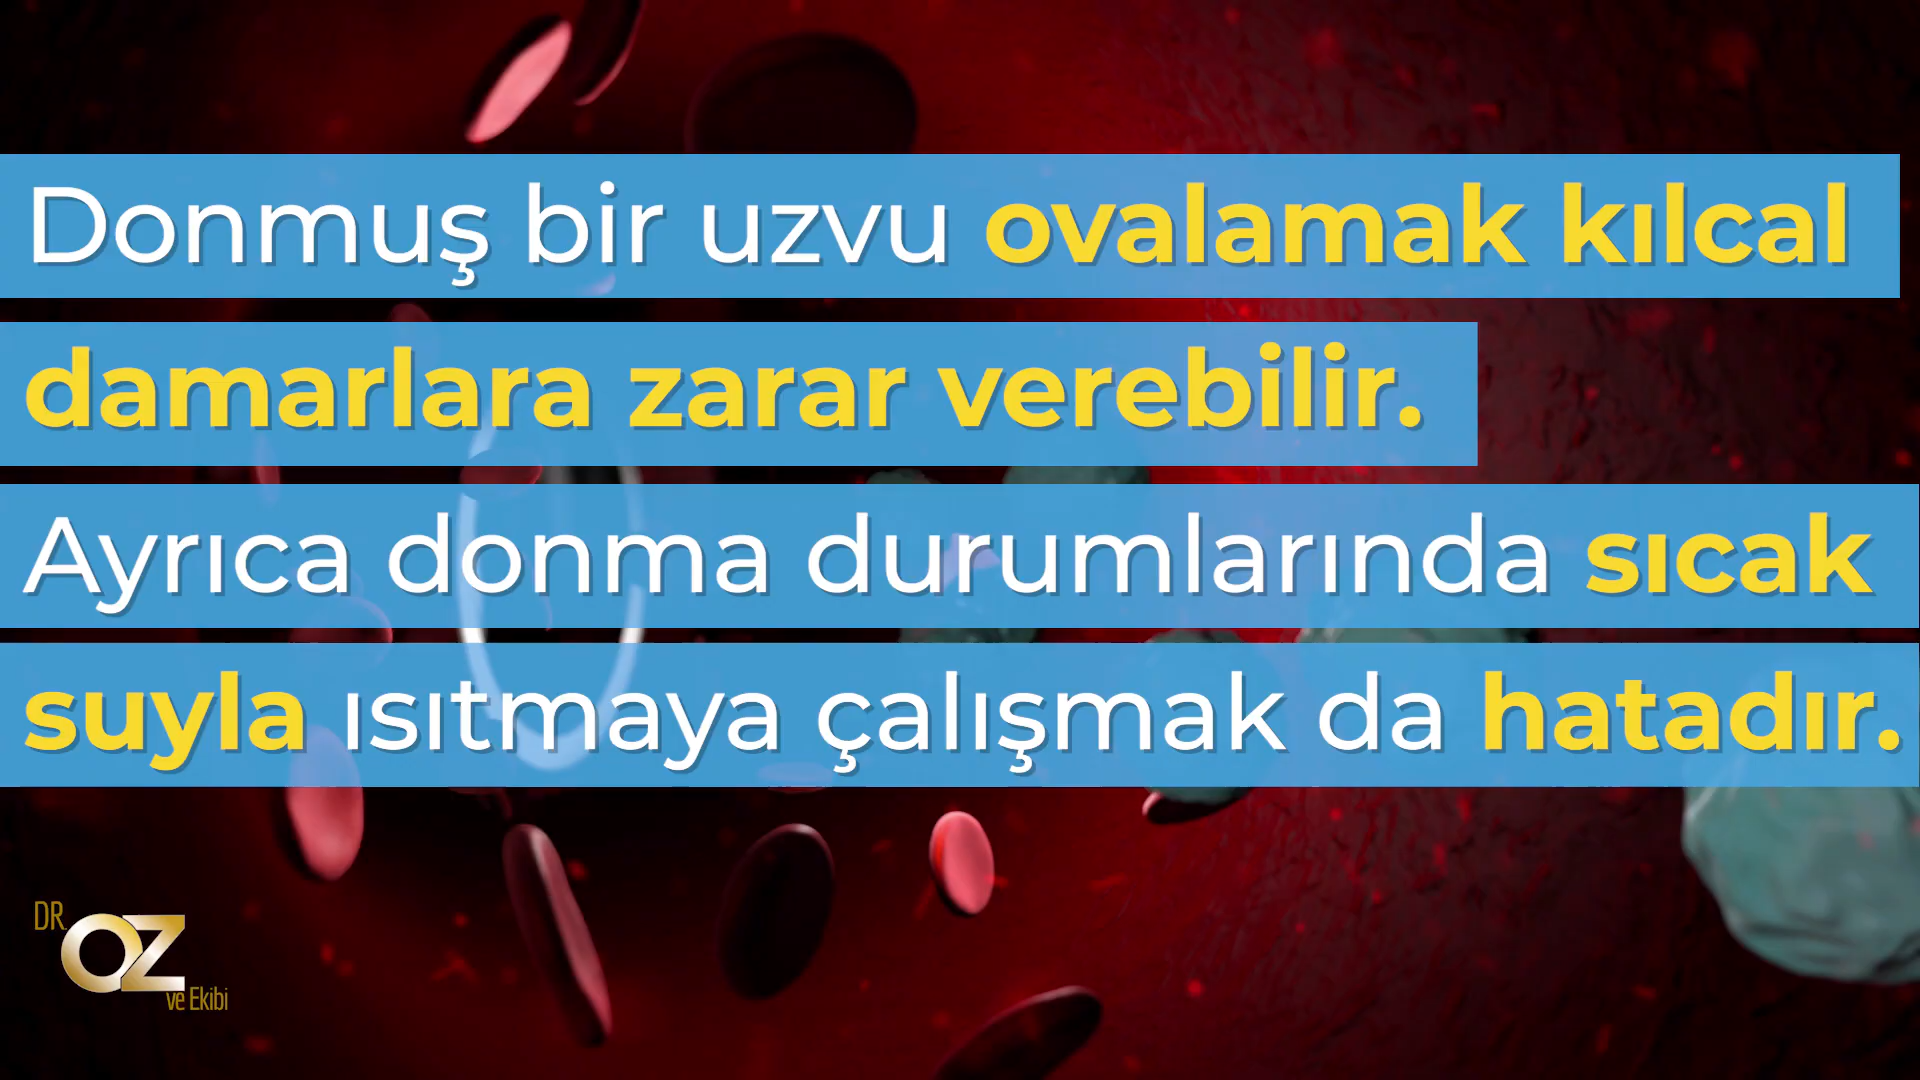 Donmuş bir uzvu ovalamak kılcal
damarlara zarar verebilir.
Ayrıca donma durumlarında sıcak
suyla ısıtmaya çalışmak da hatadır.
DR.
OZ
ve Ekibi